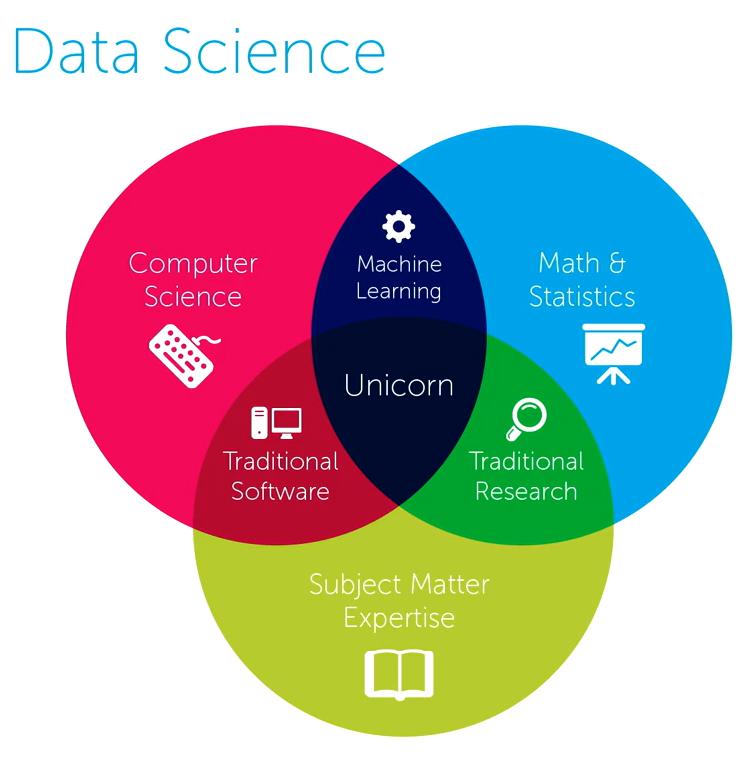 Data Science
Computer
Science
Machine
Learning
Math &
Statistics
Unicorn
Traditional
Software
Traditional
Research
Subject Matter
Expertise